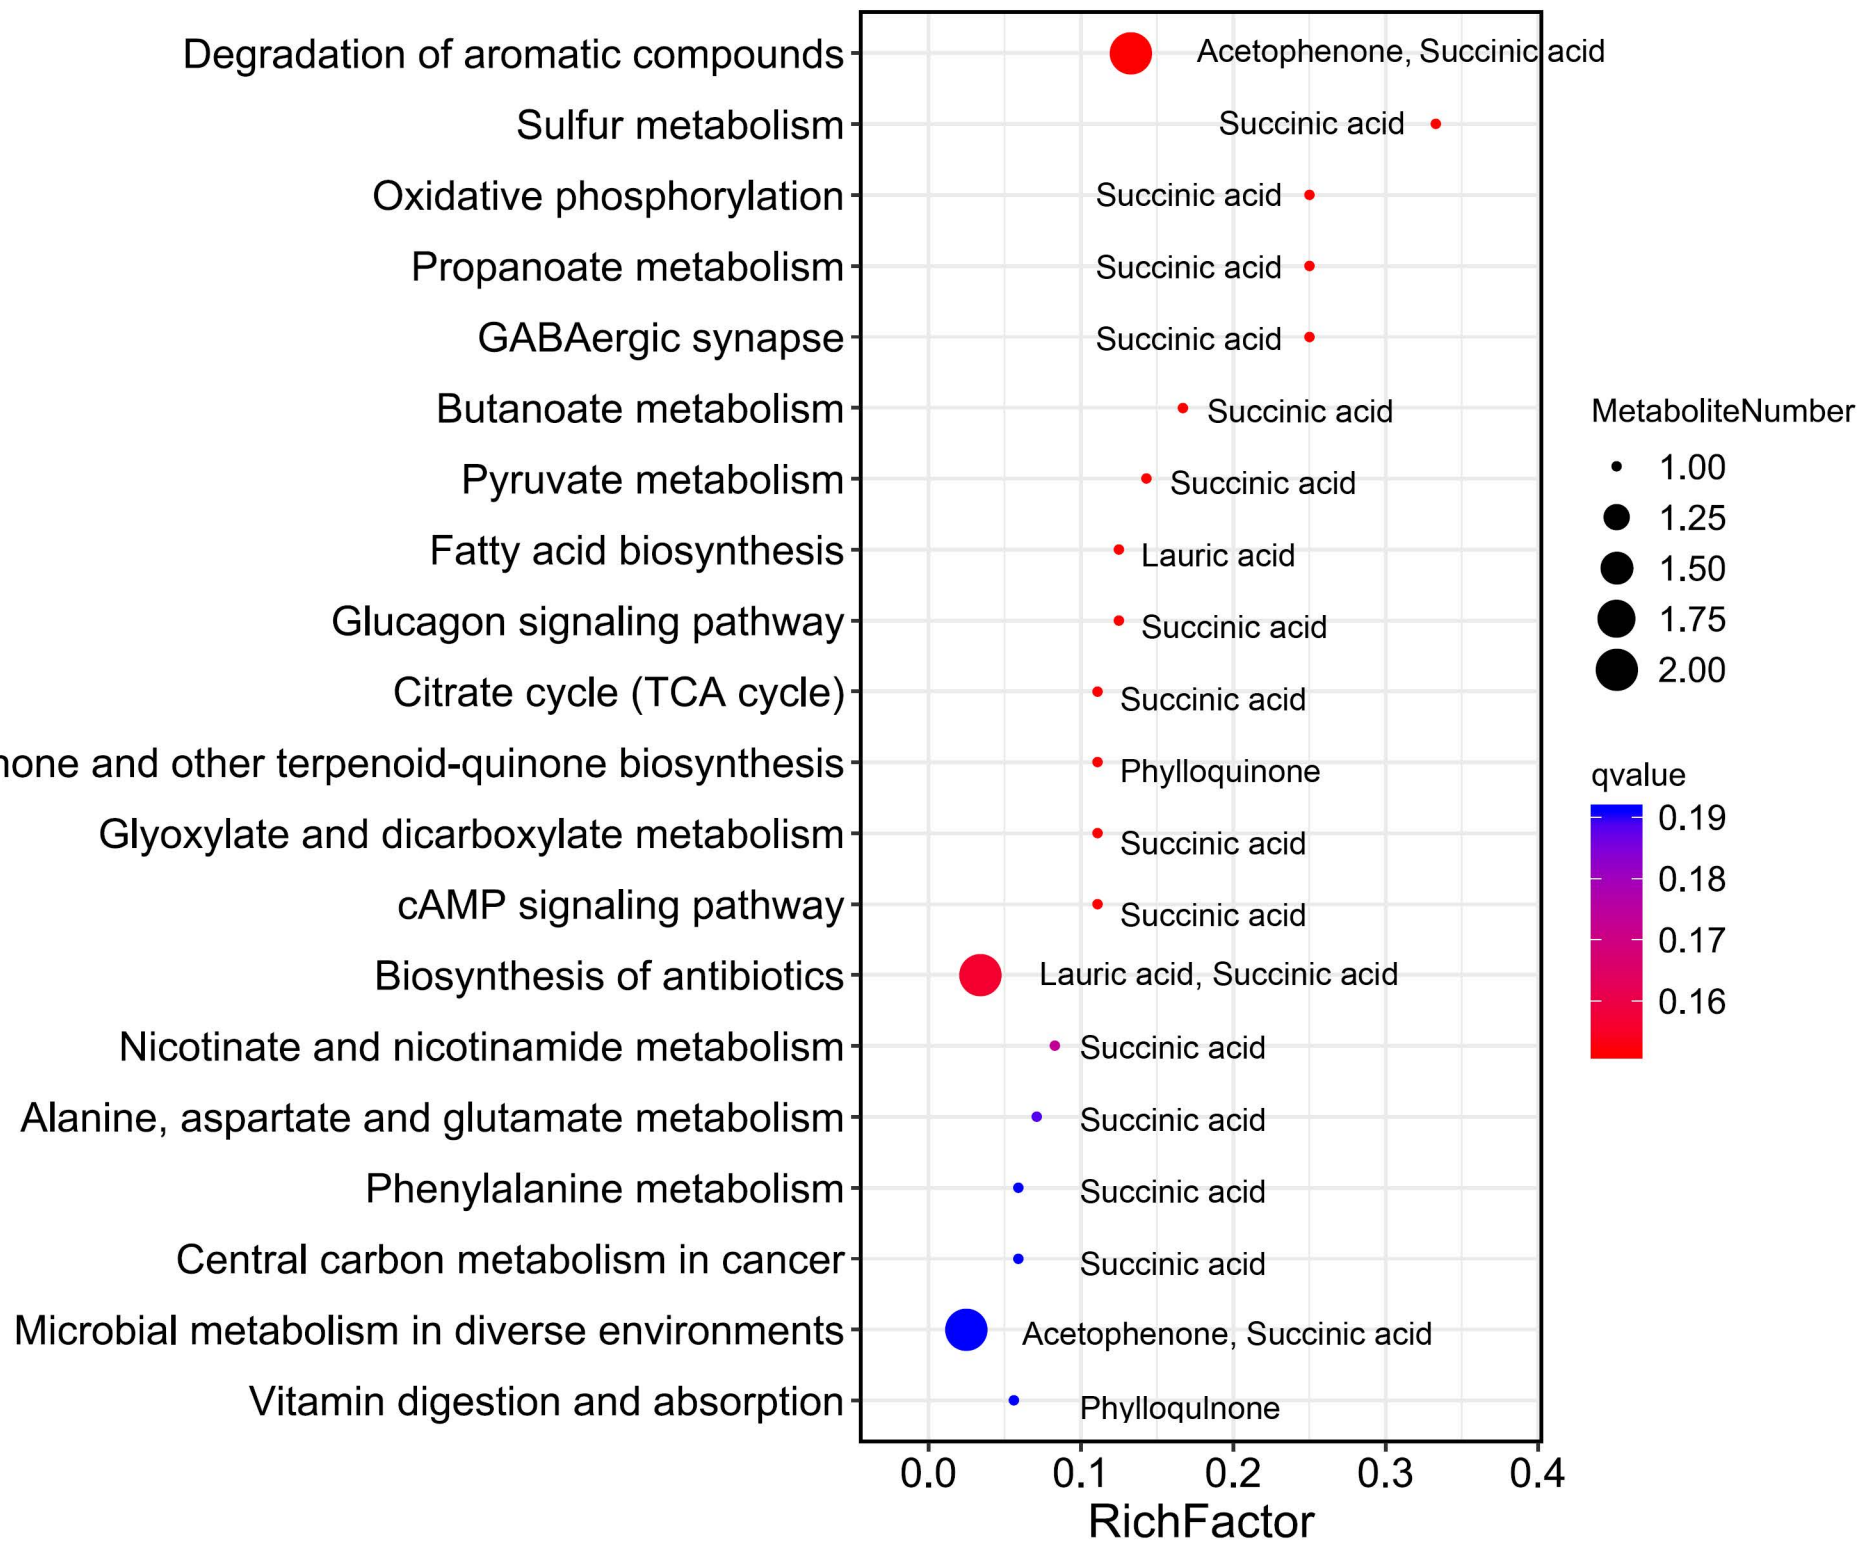 Degradation of aromatic compounds Acetophenone, Succinic acid
Sulfur metabolism Succinic acid
Oxidative phosphorylation Succinic acid
Propanoate metabolism Succinic acid
GABAergic synapse Succinic acid
Butanoate metabolism Succinic acid
Pyruvate metabolism Succinic acid
Fatty acid biosynthesis Lauric acid
Glucagon signaling pathway Succinic acid
Citrate cycle (TCA cycle) Succinic acid
and other terpenoid-quinone biosynthesis Phylloquinone
Glyoxylate and dicarboxylate metabolism Succinic acid
cAMP signaling pathway Succinic acid
Biosynthesis of antibiotics Lauric acid, Succinic acid
Nicotinate and nicotinamide metabolism Succinic acid
Alanine, aspartate and glutamate metabolism Succinic acid
Phenylalanine metabolism Succinic acid
Central carbon metabolism in cancer Succinic acid
Microbial metabolism in diverse environments Acetophenone, Succinic acid
Vitamin digestion and absorption PhylloquInone
0.0 0.1 0.2 0.3 0.4
RichFactor
MetaboliteNumber
1.00
1.25
1.50
1.75
2.00
qvalue
0.19
0.18
0.17
0.16